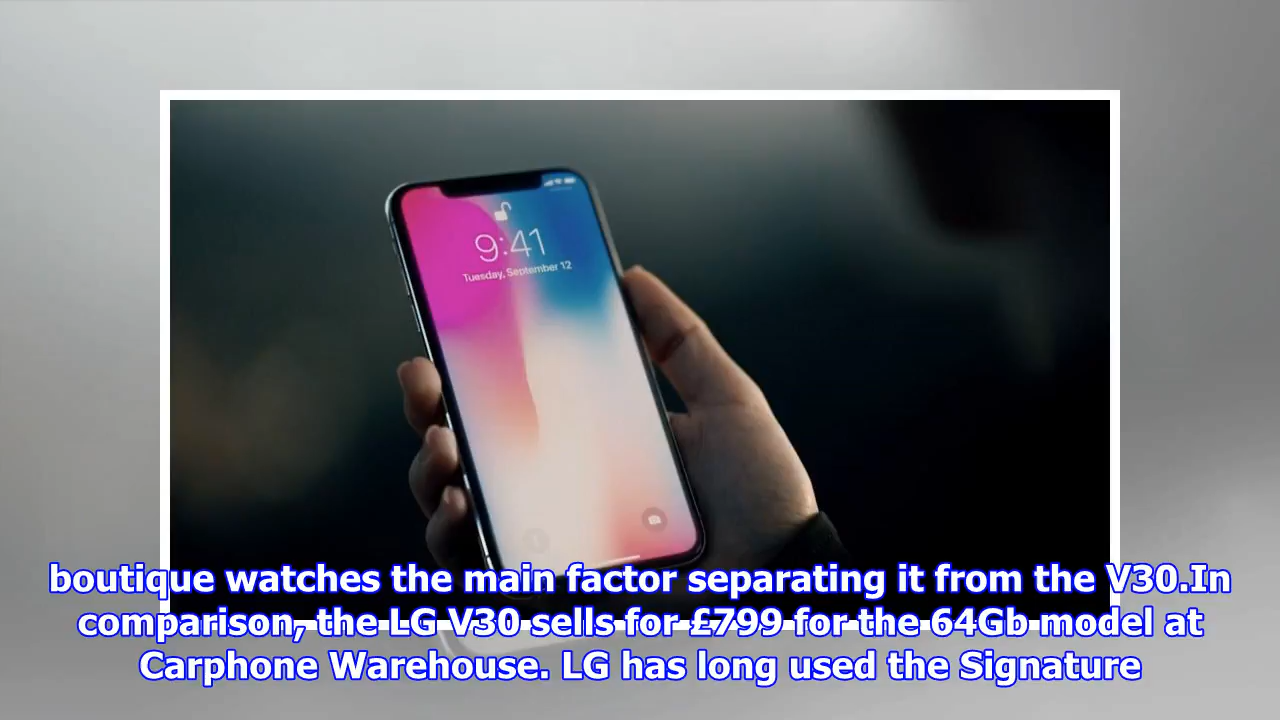 9:41
Tuesday, September 12
boutique watches the main factor separating it from the V30.In
comparison, the LG V30 sells for £799 for the 64Gb model at
Carphone Warehouse. LG has long used the Signature